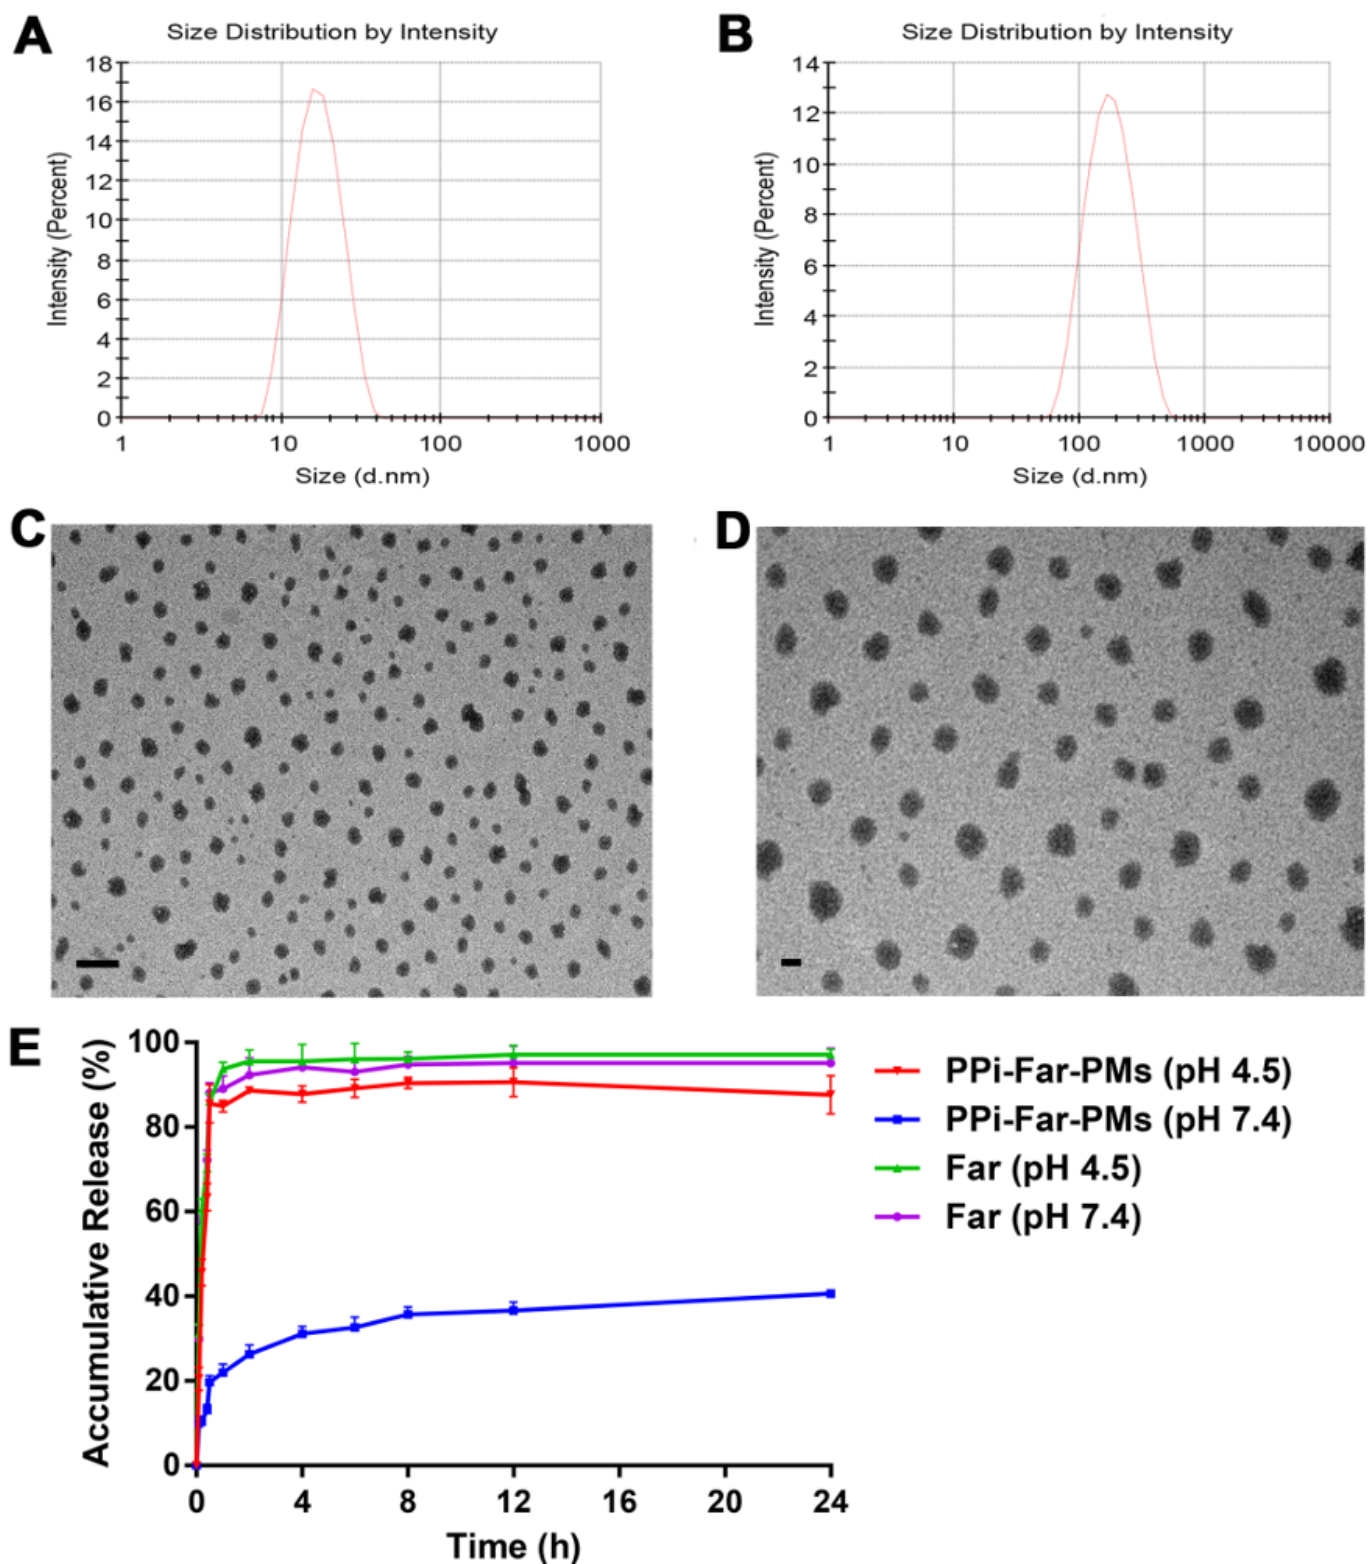 A
Size Distribution by Intensity
18
16
14
12
10
8
6
4
2
0
Intensity (Percent)
1 10 100 1000
Size (d.nm)
B
Size Distribution by Intensity
14
12
10
8
6
4
2
0
Intensity (Percent)
1 10 100 1000 10000
Size (d.nm)
C
D
E
100
80
60
40
20
0
Accumulative Release (%)
0 4 8 12 16 20 24
Time (h)
PPi-Far-PMs (pH 4.5)
PPi-Far-PMs (pH 7.4)
Far (pH 4.5)
Far (pH 7.4)